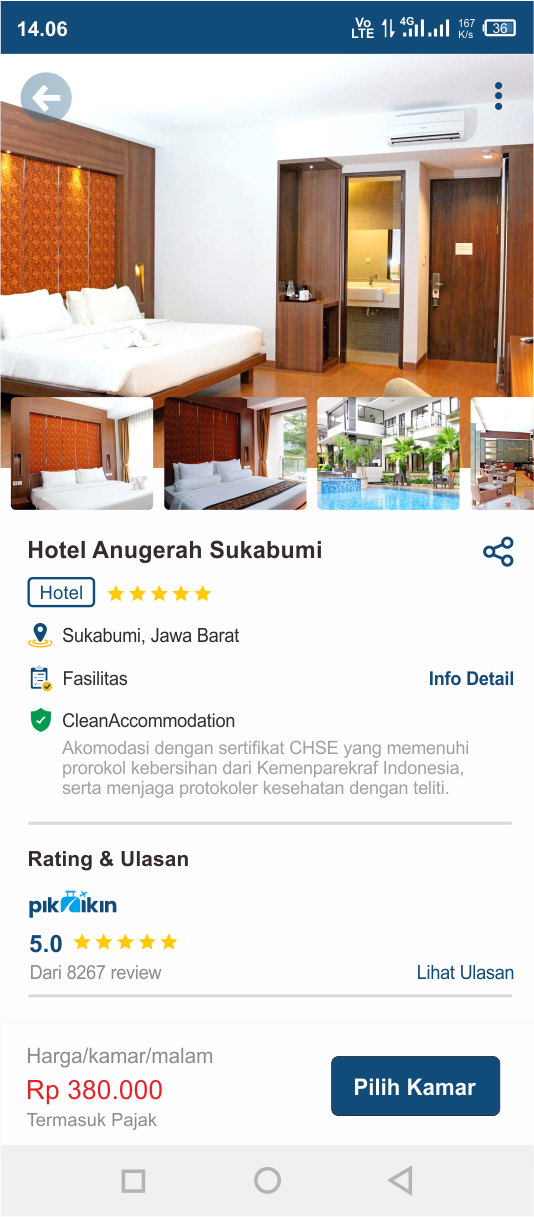 14.06
Vo LTE 4G 167 K/s 36
Hotel Anugerah Sukabumi
Hotel
Sukabumi, Jawa Barat
Fasilitas
Info Detail
CleanAccommodation
Akomodasi dengan sertifikat CHSE yang memenuhi
prorokol kebersihan dari Kemenparekraf Indonesia,
serta menjaga protokoler kesehatan dengan teliti.
Rating & Ulasan
piknikin
5.0
Dari 8267 review
Lihat Ulasan
Harga/kamar/malam
Rp 380.000
Termasuk Pajak
Pilih Kamar